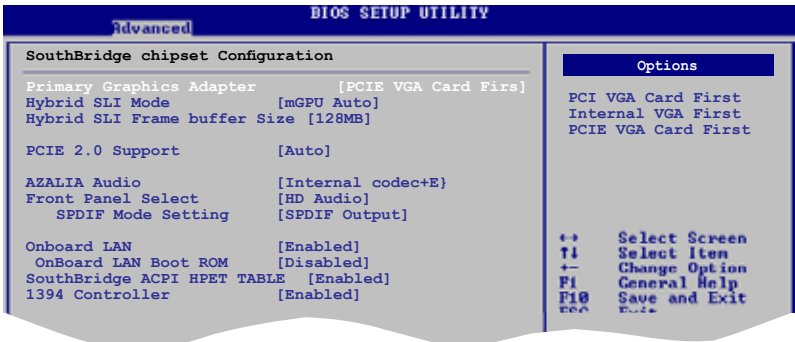 BIOS SETUP UTILITY
Advanced
SouthBridge chipset Configuration
Primary Graphics Adapter [PCIE VGA Card Firs]
Hybrid SLI Mode [mGPU Auto]
Hybrid SLI Frame buffer Size [128MB]
PCIE 2.0 Support [Auto]
AZALIA Audio [Internal codec+E}
Front Panel Select [HD Audio]
SPDIF Mode Setting [SPDIF Output]
Onboard LAN [Enabled]
OnBoard LAN Boot ROM [Disabled]
SouthBridge ACPI HPET TABLE [Enabled]
1394 Controller [Enabled]
Options
PCI VGA Card First
Internal VGA First
PCIE VGA Card First
↔ Select Screen
↑↓ Select Item
+- Change Option
F1 General Help
F10 Save and Exit
ESC Exit